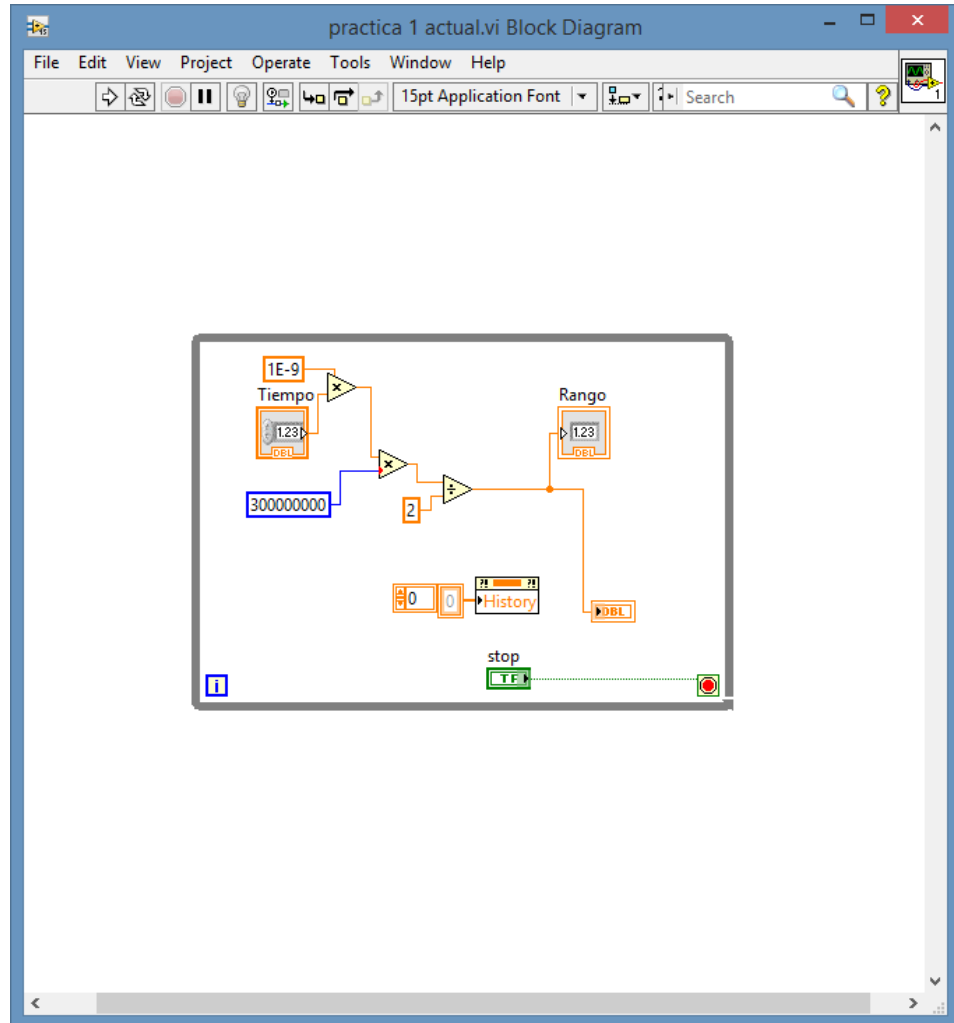 practica 1 actual.vi Block Diagram
File Edit View Project Operate Tools Window Help
15pt Application Font Search ?
1
1E-9
Tiempo Rango
1.23 1.23
DBL DBL
300000000
2
0 0 History
?! ?!
DBL
stop
TF
i